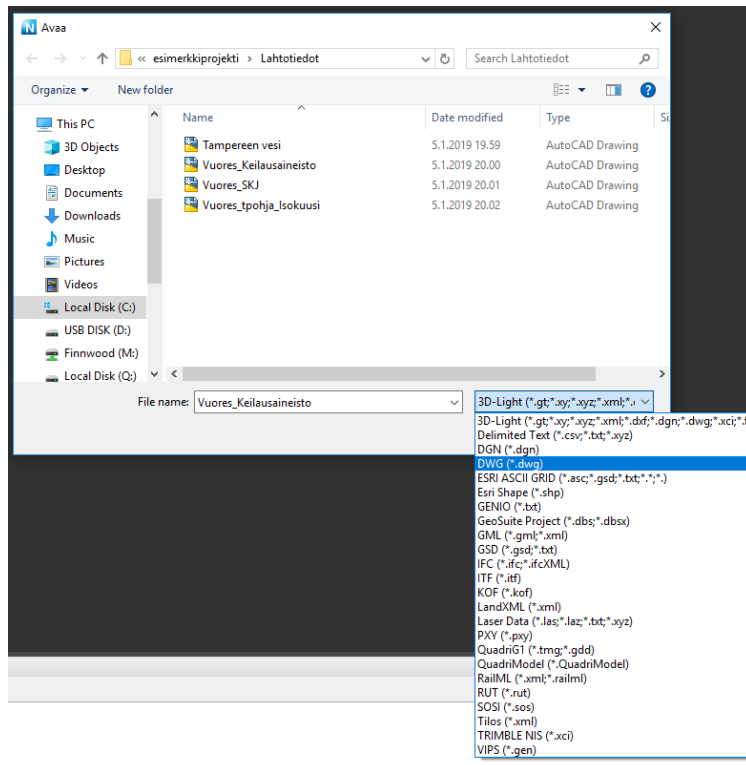 Avaa
« esimerkkiprojekti > Lahtotiedot
Search Lahtotiedot
Organize New folder
Name Date modified Type
This PC
3D Objects
Desktop
Documents
Downloads
Music
Pictures
Videos
Local Disk (C:)
USB DISK (D:)
Finnwood (M:)
Local Disk (Q:)
Tampereen vesi 5.1.2019 19.59 AutoCAD Drawing
Vuores_Keilausaineisto 5.1.2019 20.00 AutoCAD Drawing
Vuores_SKJ 5.1.2019 20.01 AutoCAD Drawing
Vuores_tpohja_Isokuusi 5.1.2019 20.02 AutoCAD Drawing
File name: Vuores_Keilausaineisto
3D-Light (*.gt;*.xy;*.xyz;*.xml;*.
3D-Light (*.gt;*.xy;*.xyz;*.xml;*.dxf;*.dgn;*.dwg;*.xci;*.
Delimited Text (*.csv;*.txt;*.xyz)
DGN (*.dgn)
DWG (*.dwg)
ESRI ASCII GRID (*.asc;*.gsd;*.txt;*.*;*.)
Esri Shape (*.shp)
GENIO (*.txt)
GeoSuite Project (*.dbs;*.dbsx)
GML (*.gml;*.xml)
GSD (*.gsd;*.txt)
IFC (*.ifc;*.ifcXML)
ITF (*.itf)
KOF (*.kof)
LandXML (*.xml)
Laser Data (*.las;*.laz;*.txt;*.xyz)
PXY (*.pxy)
QuadriG1 (*.tmg;*.gdd)
QuadriModel (*.QuadriModel)
RailML (*.xml;*.railml)
RUT (*.rut)
SOSI (*.sos)
Tilos (*.xml)
TRIMBLE NIS (*.xci)
VIPS (*.gen)